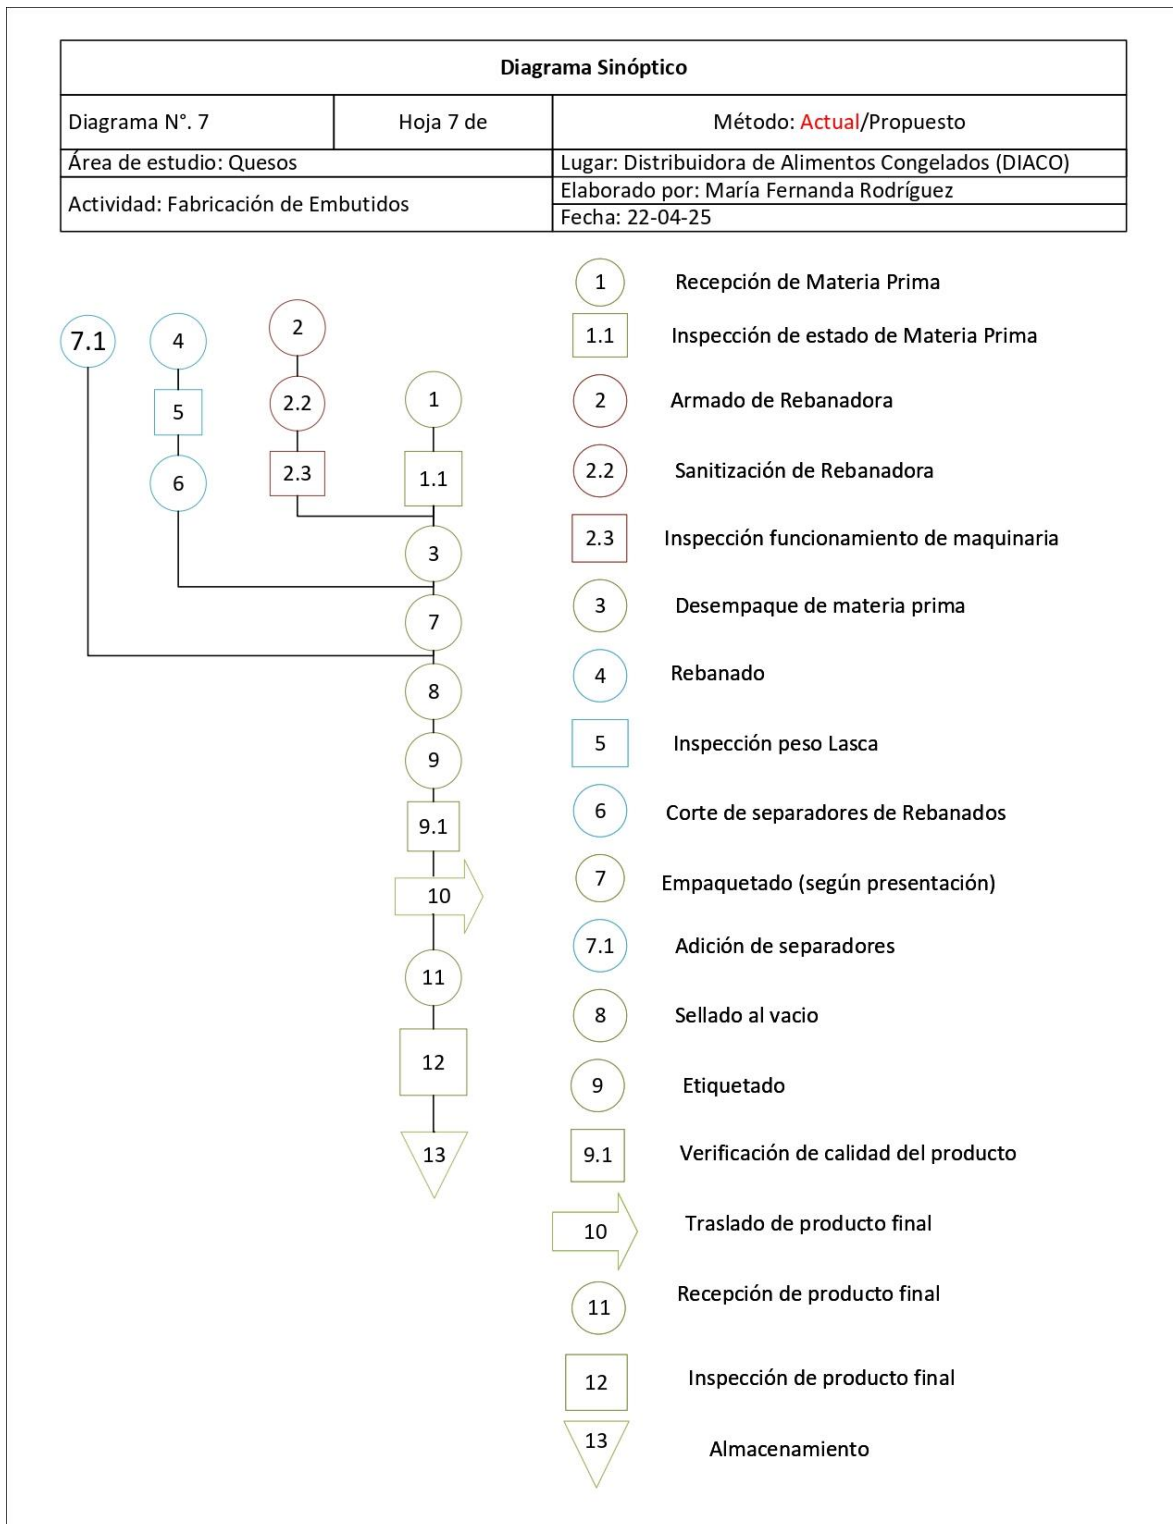 Diagrama Sinóptico
Diagrama N°. 7
Hoja 7 de
Método: Actual/Propuesto
Área de estudio: Quesos
Lugar: Distribuidora de Alimentos Congelados (DIACO)
Actividad: Fabricación de Embutidos
Elaborado por: María Fernanda Rodríguez
Fecha: 22-04-25
7.1
4
5
6
2
2.2
2.3
1
1.1
3
7
8
9
9.1
10
11
12
13
1 Recepción de Materia Prima
1.1 Inspección de estado de Materia Prima
2 Armado de Rebanadora
2.2 Sanitización de Rebanadora
2.3 Inspección funcionamiento de maquinaria
3 Desempaque de materia prima
4 Rebanado
5 Inspección peso Lasca
6 Corte de separadores de Rebanados
7 Empaquetado (según presentación)
7.1 Adición de separadores
8 Sellado al vacio
9 Etiquetado
9.1 Verificación de calidad del producto
10 Traslado de producto final
11 Recepción de producto final
12 Inspección de producto final
13 Almacenamiento